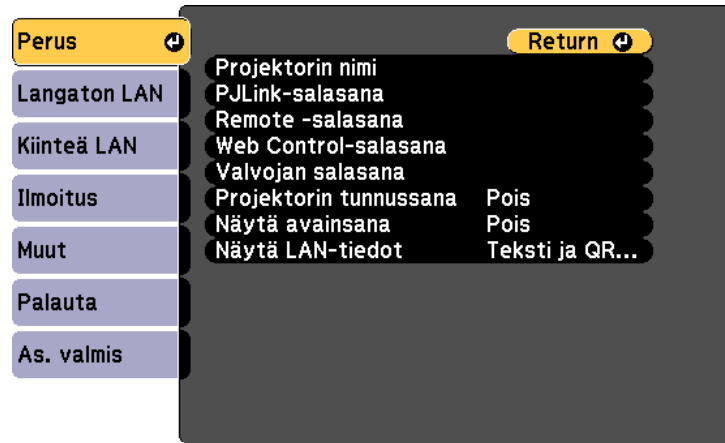 Perus
Langaton LAN
Kiinteä LAN
Ilmoitus
Muut
Palauta
As. valmis
Return
Projektorin nimi
PJLink-salasana
Remote -salasana
Web Control-salasana
Valvojan salasana
Projektorin tunnussana Pois
Näytä avainsana Pois
Näytä LAN-tiedot Teksti ja QR...